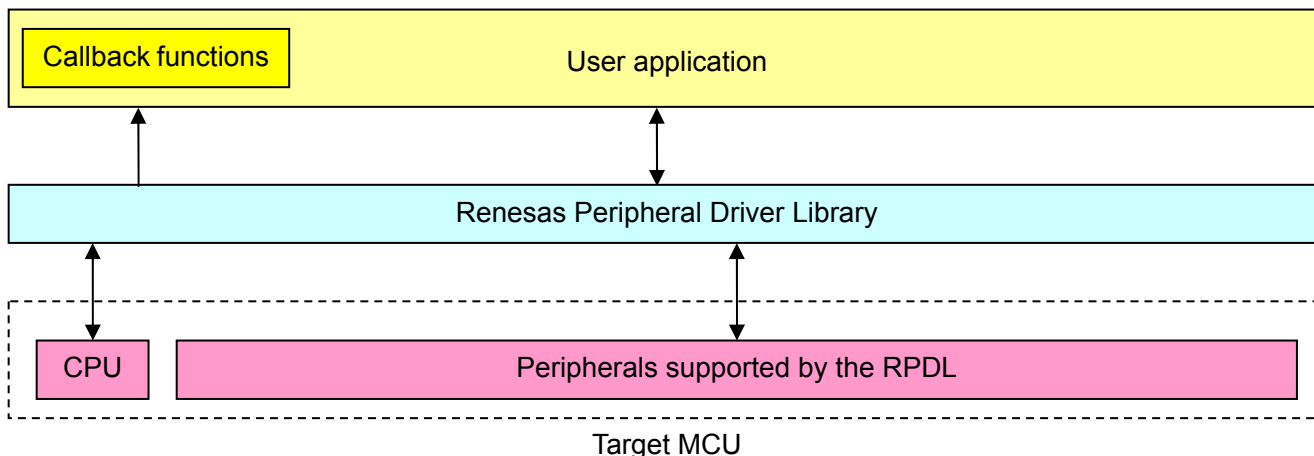 Callback functions
User application
Renesas Peripheral Driver Library
CPU
Peripherals supported by the RPDL
Target MCU